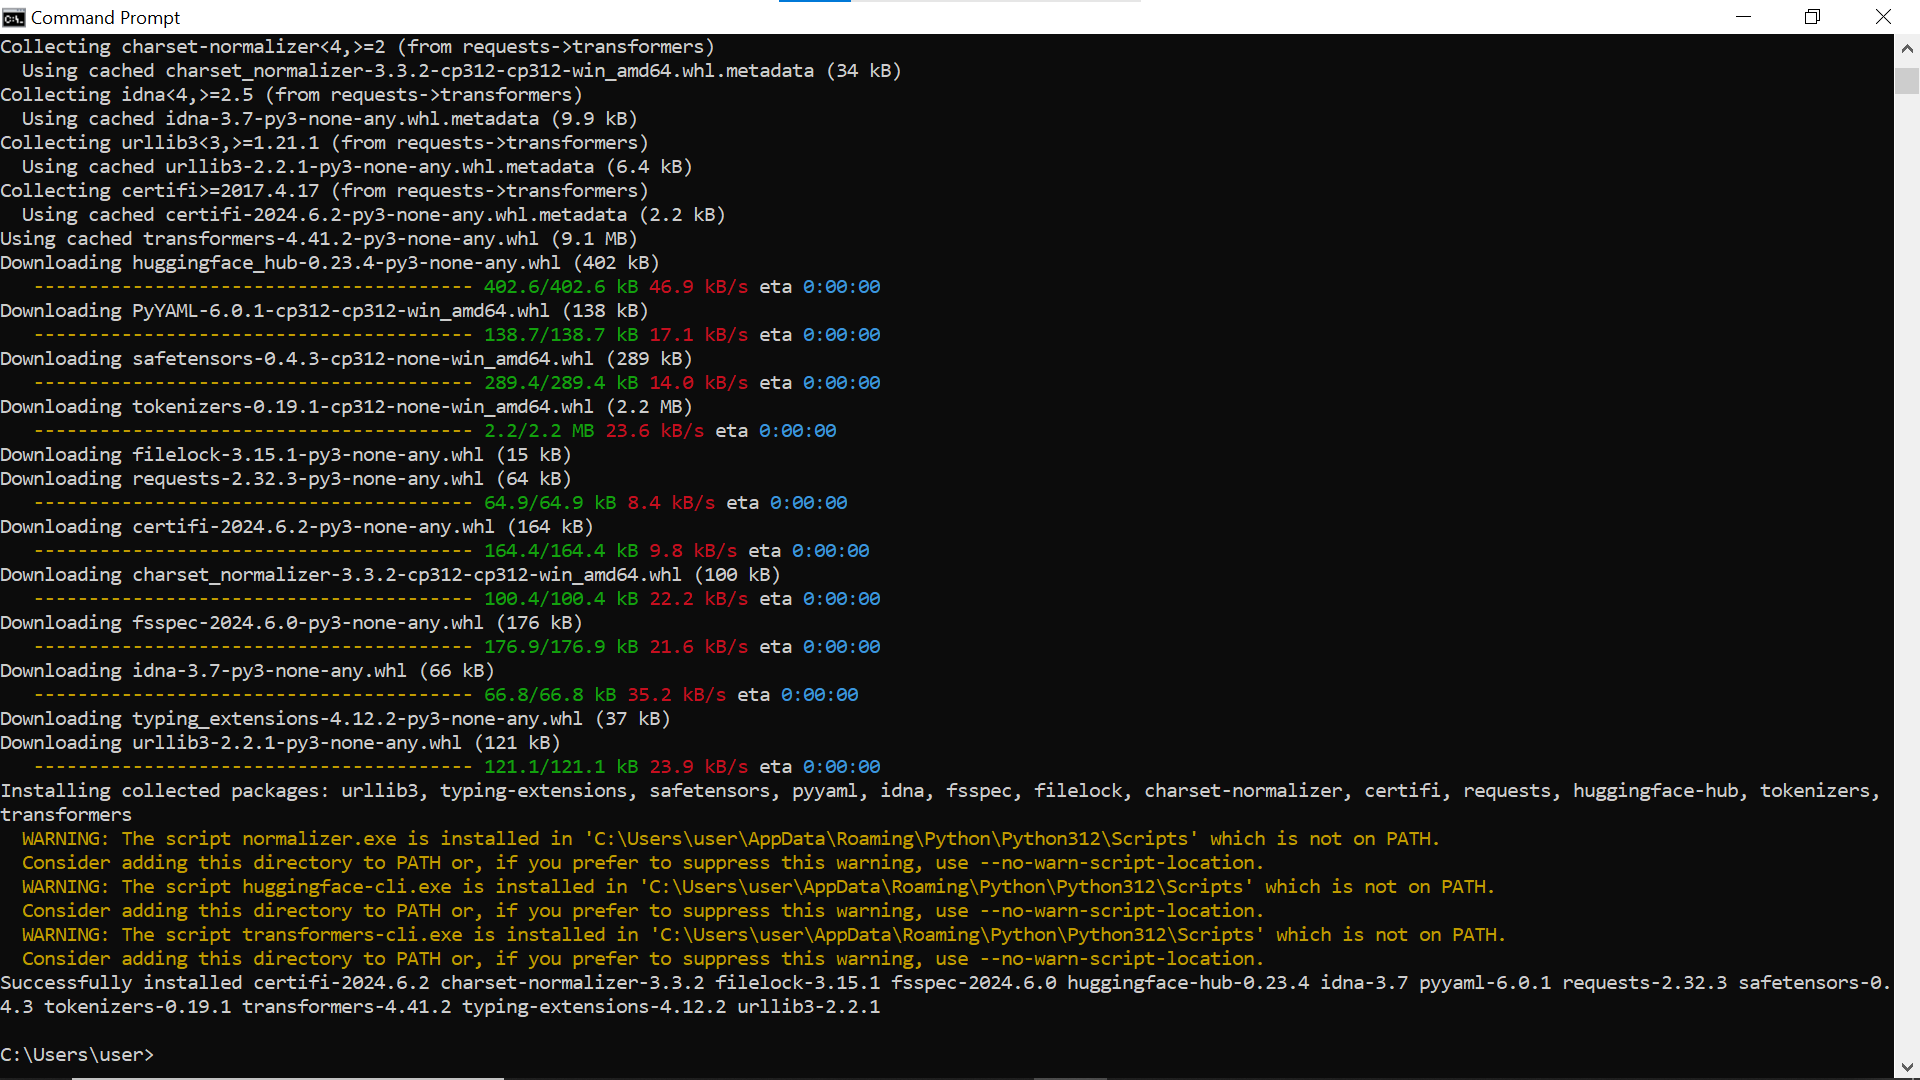 Command Prompt
Collecting charset-normalizer<4,>=2 (from requests->transformers)
  Using cached charset_normalizer-3.3.2-cp312-cp312-win_amd64.whl.metadata (34 kB)
Collecting idna<4,>=2.5 (from requests->transformers)
  Using cached idna-3.7-py3-none-any.whl.metadata (9.9 kB)
Collecting urllib3<3,>=1.21.1 (from requests->transformers)
  Using cached urllib3-2.2.1-py3-none-any.whl.metadata (6.4 kB)
Collecting certifi>=2017.4.17 (from requests->transformers)
  Using cached certifi-2024.6.2-py3-none-any.whl.metadata (2.2 kB)
Using cached transformers-4.41.2-py3-none-any.whl (9.1 MB)
Downloading huggingface_hub-0.23.4-py3-none-any.whl (402 kB)
   ---------------------------------------- 402.6/402.6 kB 46.9 kB/s eta 0:00:00
Downloading PyYAML-6.0.1-cp312-cp312-win_amd64.whl (138 kB)
   ---------------------------------------- 138.7/138.7 kB 17.1 kB/s eta 0:00:00
Downloading safetensors-0.4.3-cp312-none-win_amd64.whl (289 kB)
   ---------------------------------------- 289.4/289.4 kB 14.0 kB/s eta 0:00:00
Downloading tokenizers-0.19.1-cp312-none-win_amd64.whl (2.2 MB)
   ---------------------------------------- 2.2/2.2 MB 23.6 kB/s eta 0:00:00
Downloading filelock-3.15.1-py3-none-any.whl (15 kB)
Downloading requests-2.32.3-py3-none-any.whl (64 kB)
   ---------------------------------------- 64.9/64.9 kB 8.4 kB/s eta 0:00:00
Downloading certifi-2024.6.2-py3-none-any.whl (164 kB)
   ---------------------------------------- 164.4/164.4 kB 9.8 kB/s eta 0:00:00
Downloading charset_normalizer-3.3.2-cp312-cp312-win_amd64.whl (100 kB)
   ---------------------------------------- 100.4/100.4 kB 22.2 kB/s eta 0:00:00
Downloading fsspec-2024.6.0-py3-none-any.whl (176 kB)
   ---------------------------------------- 176.9/176.9 kB 21.6 kB/s eta 0:00:00
Downloading idna-3.7-py3-none-any.whl (66 kB)
   ---------------------------------------- 66.8/66.8 kB 35.2 kB/s eta 0:00:00
Downloading typing_extensions-4.12.2-py3-none-any.whl (37 kB)
Downloading urllib3-2.2.1-py3-none-any.whl (121 kB)
   ---------------------------------------- 121.1/121.1 kB 23.9 kB/s eta 0:00:00
Installing collected packages: urllib3, typing-extensions, safetensors, pyyaml, idna, fsspec, filelock, charset-normalizer, certifi, requests, huggingface-hub, tokenizers,
transformers
  WARNING: The script normalizer.exe is installed in 'C:\Users\user\AppData\Roaming\Python\Python312\Scripts' which is not on PATH.
  Consider adding this directory to PATH or, if you prefer to suppress this warning, use --no-warn-script-location.
  WARNING: The script huggingface-cli.exe is installed in 'C:\Users\user\AppData\Roaming\Python\Python312\Scripts' which is not on PATH.
  Consider adding this directory to PATH or, if you prefer to suppress this warning, use --no-warn-script-location.
  WARNING: The script transformers-cli.exe is installed in 'C:\Users\user\AppData\Roaming\Python\Python312\Scripts' which is not on PATH.
  Consider adding this directory to PATH or, if you prefer to suppress this warning, use --no-warn-script-location.
Successfully installed certifi-2024.6.2 charset-normalizer-3.3.2 filelock-3.15.1 fsspec-2024.6.0 huggingface-hub-0.23.4 idna-3.7 pyyaml-6.0.1 requests-2.32.3 safetensors-0.
4.3 tokenizers-0.19.1 transformers-4.41.2 typing-extensions-4.12.2 urllib3-2.2.1
C:\Users\user>